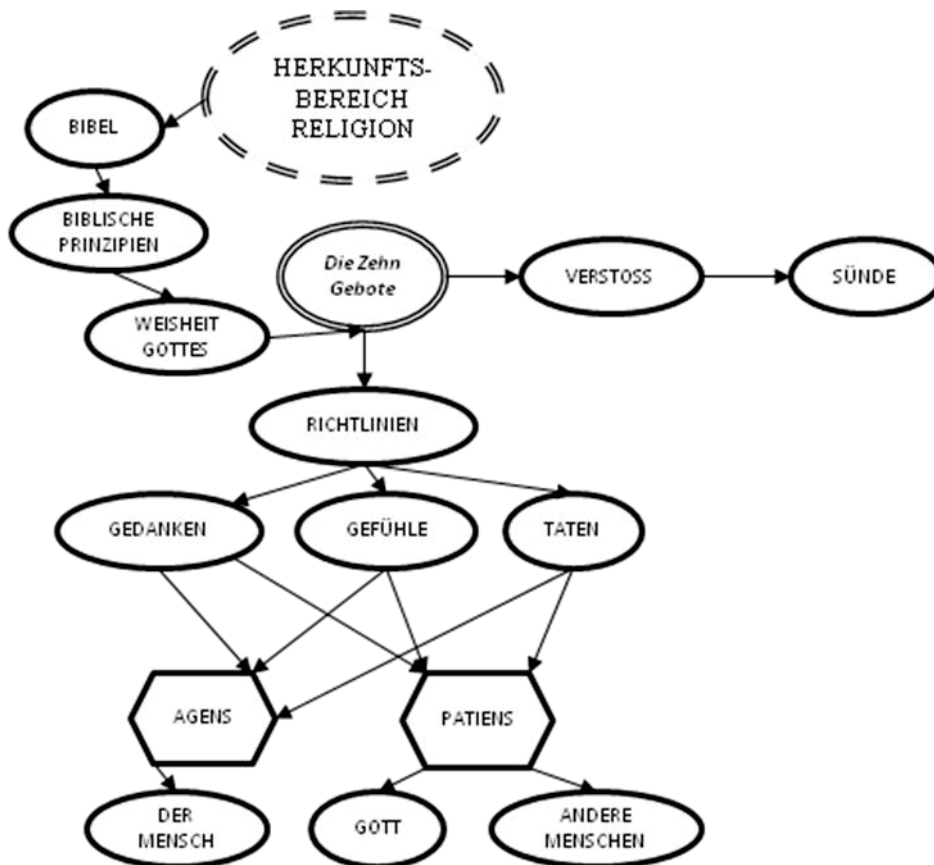 HERKUNFTS-
BEREICH
RELIGION
BIBEL
BIBLISCHE
PRINZIPIEN
WEISHEIT
GOTTES
Die Zehn
Gebote
VERSTOSS
SÜNDE
RICHTLINIEN
GEDANKEN
GEFÜHLE
TATEN
AGENS
PATIENS
DER
MENSCH
GOTT
ANDERE
MENSCHEN